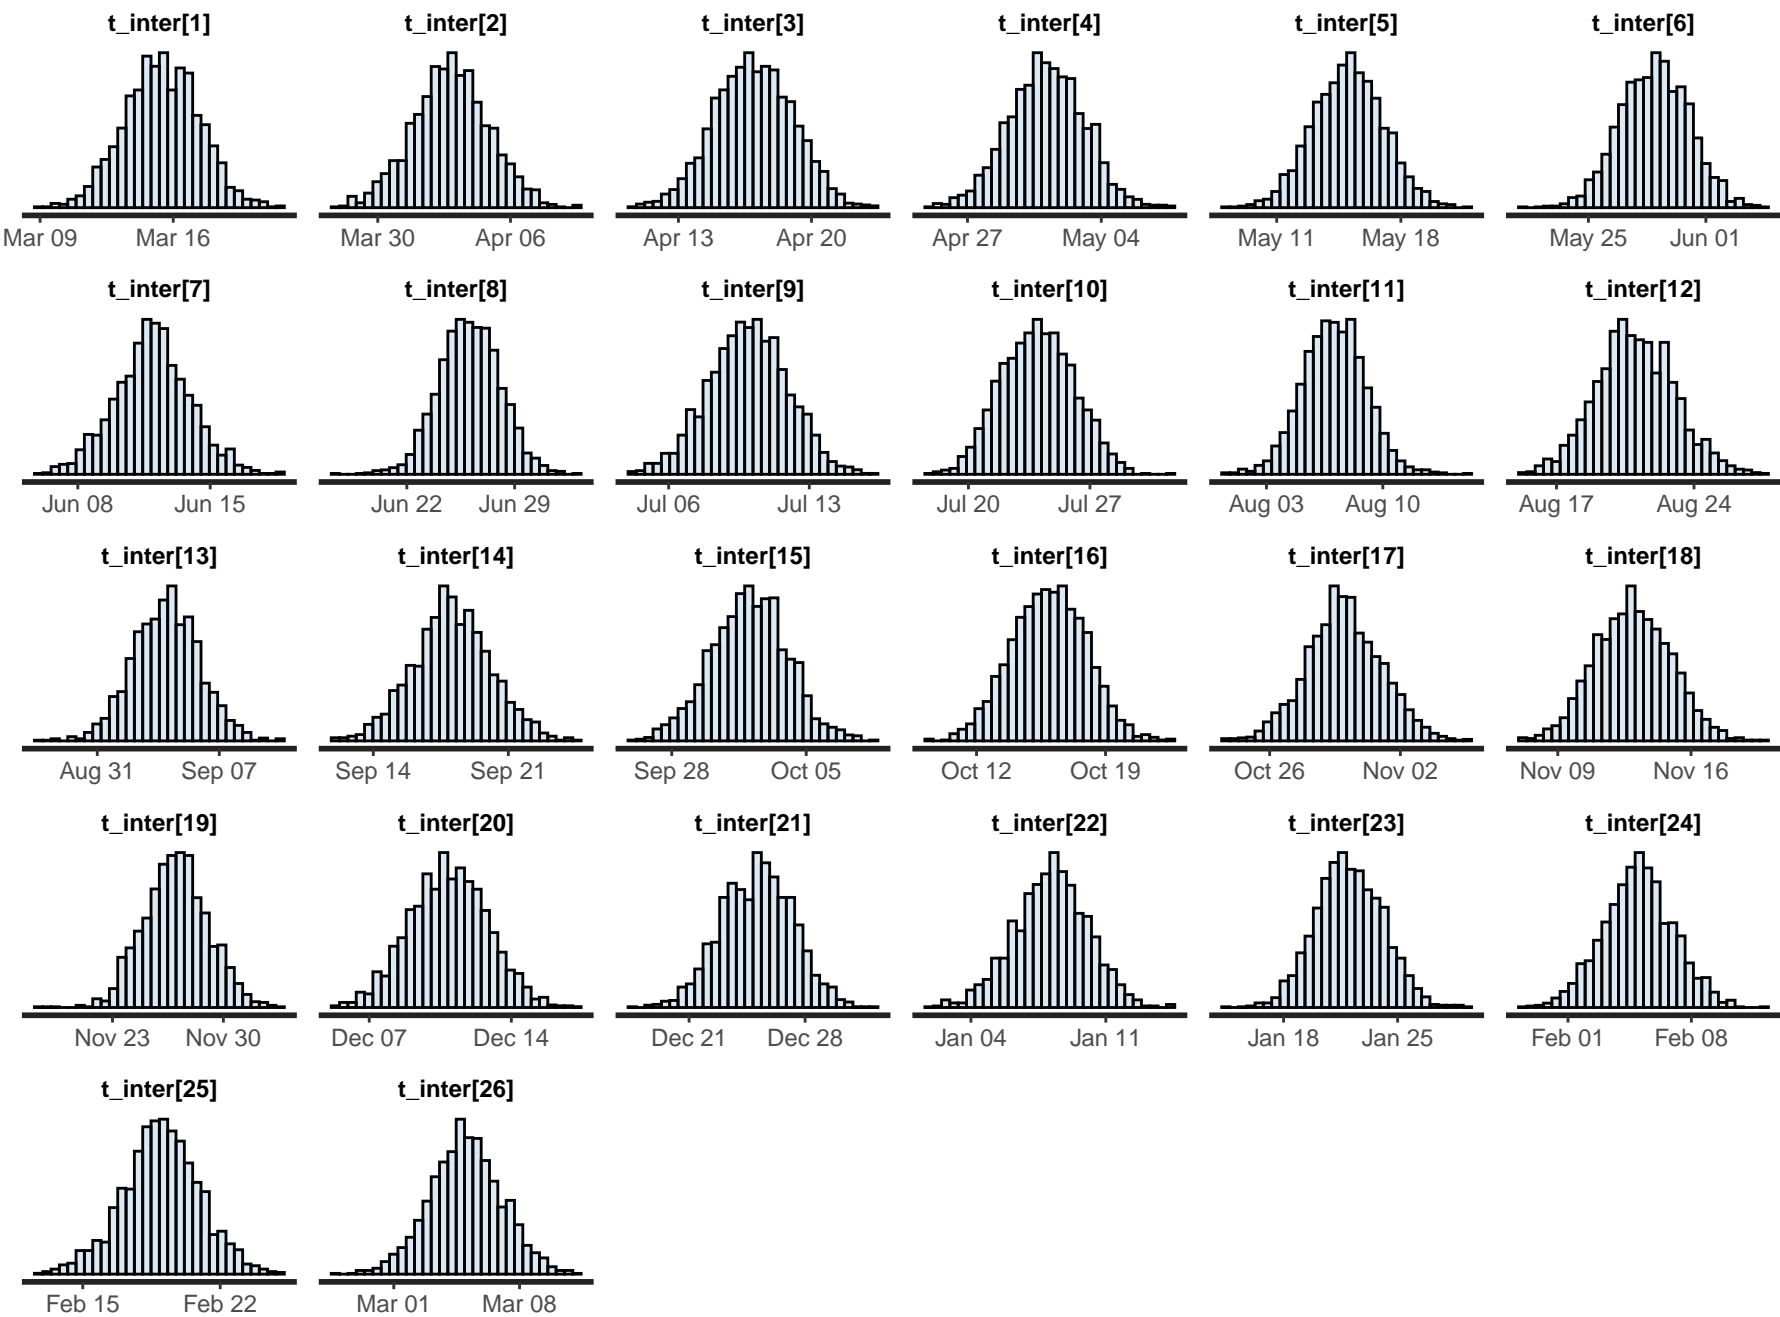 t_inter[1] t_inter[2] t_inter[3] t_inter[4] t_inter[5] t_inter[6]
Mar 09 Mar 16 Mar 30 Apr 06 Apr 13 Apr 20 Apr 27 May 04 May 11 May 18 May 25 Jun 01
t_inter[7] t_inter[8] t_inter[9] t_inter[10] t_inter[11] t_inter[12]
Jun 08 Jun 15 Jun 22 Jun 29 Jul 06 Jul 13 Jul 20 Jul 27 Aug 03 Aug 10 Aug 17 Aug 24
t_inter[13] t_inter[14] t_inter[15] t_inter[16] t_inter[17] t_inter[18]
Aug 31 Sep 07 Sep 14 Sep 21 Sep 28 Oct 05 Oct 12 Oct 19 Oct 26 Nov 02 Nov 09 Nov 16
t_inter[19] t_inter[20] t_inter[21] t_inter[22] t_inter[23] t_inter[24]
Nov 23 Nov 30 Dec 07 Dec 14 Dec 21 Dec 28 Jan 04 Jan 11 Jan 18 Jan 25 Feb 01 Feb 08
t_inter[25] t_inter[26]
Feb 15 Feb 22 Mar 01 Mar 08